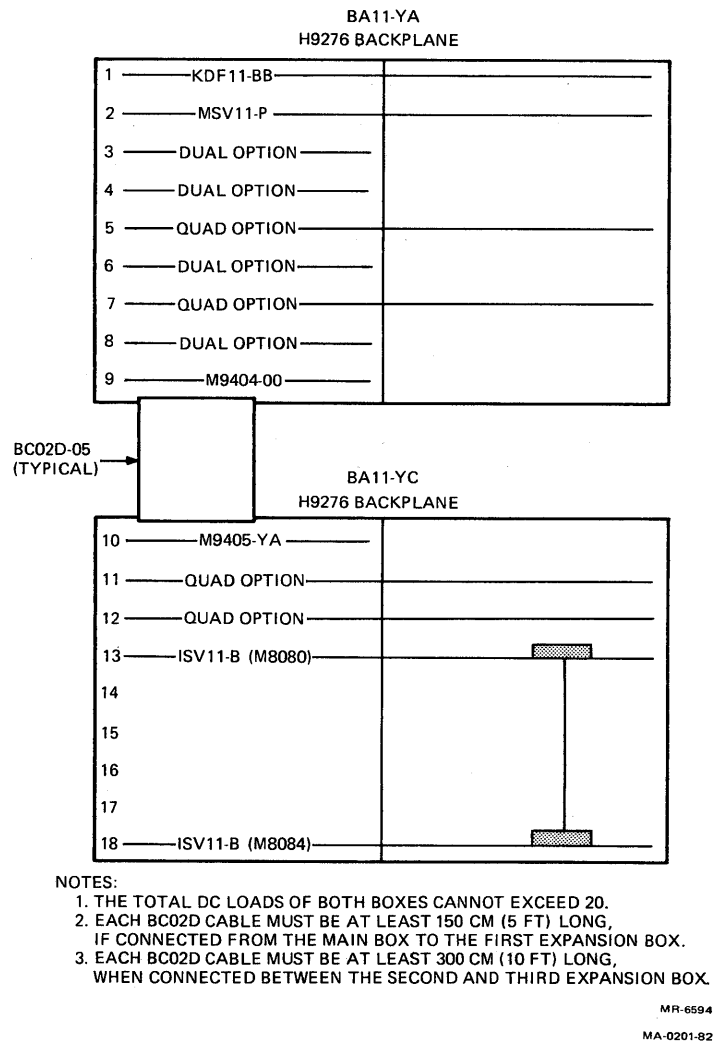 BA11-YA
H9276 BACKPLANE
1 KDF11-BB
2 MSV11-P
3 DUAL OPTION
4 DUAL OPTION
5 QUAD OPTION
6 DUAL OPTION
7 QUAD OPTION
8 DUAL OPTION
9 M9404-00
BC02D-05
(TYPICAL)
BA11-YC
H9276 BACKPLANE
10 M9405-YA
11 QUAD OPTION
12 QUAD OPTION
13 ISV11-B (M8080)
14
15
16
17
18 ISV11-B (M8084)
NOTES:
1. THE TOTAL DC LOADS OF BOTH BOXES CANNOT EXCEED 20.
2. EACH BC02D CABLE MUST BE AT LEAST 150 CM (5 FT) LONG,
IF CONNECTED FROM THE MAIN BOX TO THE FIRST EXPANSION BOX.
3. EACH BC02D CABLE MUST BE AT LEAST 300 CM (10 FT) LONG,
WHEN CONNECTED BETWEEN THE SECOND AND THIRD EXPANSION BOX.
MR-6594
MA-0201-82